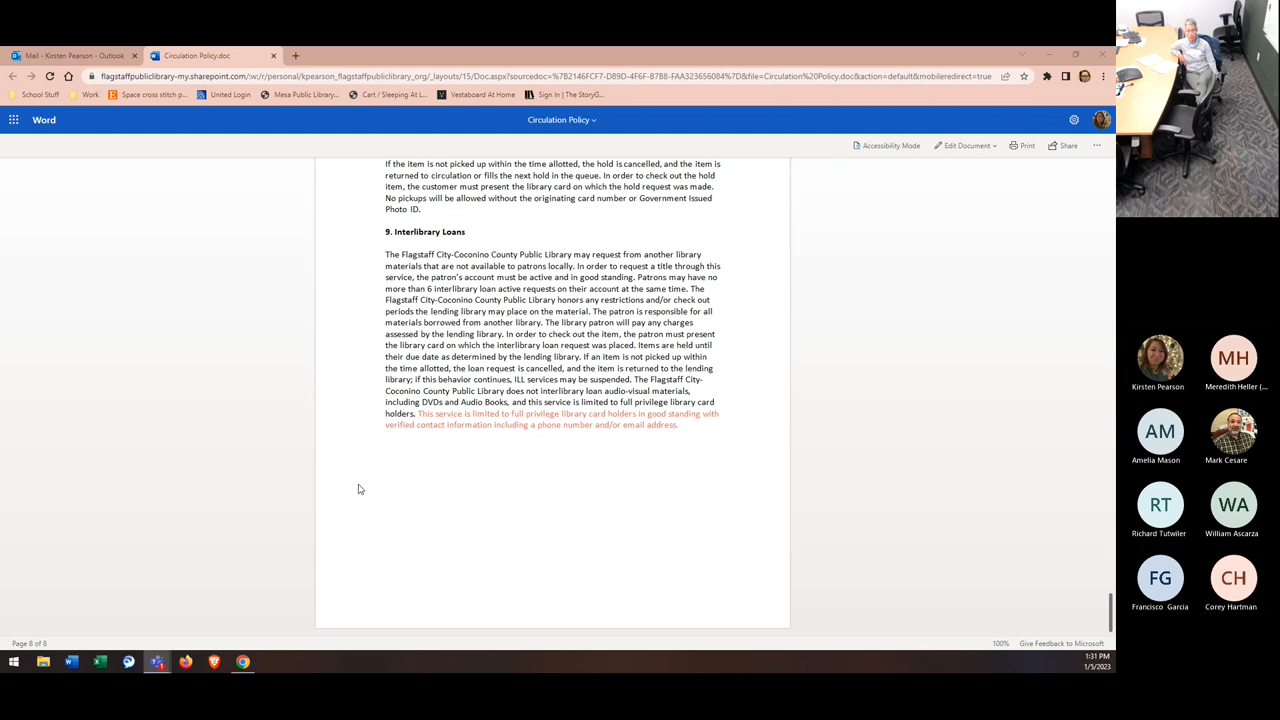 Mail - Kirsten Pearson - Outlook
Circulation Policy.doc
flagstaffpubliclibrary-my.sharepoint.com/:w:/r/personal/kpearson_flagstaffpubliclibrary_org/_layouts/15/Doc.aspx?sourcedoc=%7B2146FCF7-D89D-4F6F-B7B8-FAA323656084%7D&file=Circulation%20Policy.doc&action=default&mobileredirect=true
School Stuff
Work
Space cross stitch p...
United Login
Mesa Public Library...
Cart / Sleeping At L...
Vestaboard At Home
Sign In | The StoryG...
Word
Circulation Policy
Accessibility Mode
Edit Document
Print
Share
If the item is not picked up within the time allotted, the hold is cancelled, and the item is
returned to circulation or fills the next hold in the queue. In order to check out the hold
item, the customer must present the library card on which the hold request was made.
No pickups will be allowed without the originating card number or Government Issued
Photo ID.
9. Interlibrary Loans
The Flagstaff City-Coconino County Public Library may request from another library
materials that are not available to patrons locally. In order to request a title through this
service, the patron's account must be active and in good standing. Patrons may have no
more than 6 interlibrary loan active requests on their account at the same time. The
Flagstaff City-Coconino County Public Library honors any restrictions and/or check out
periods the lending library may place on the material. The patron is responsible for all
materials borrowed from another library. The library patron will pay any charges
assessed by the lending library. In order to check out the item, the patron must present
the library card on which the interlibrary loan request was placed. Items are held until
their due date as determined by the lending library. If an item is not picked up within
the time allotted, the loan request is cancelled, and the item is returned to the lending
library; if this behavior continues, ILL services may be suspended. The Flagstaff City-
Coconino County Public Library does not interlibrary loan audio-visual materials,
including DVDs and Audio Books, and this service is limited to full privilege library card
holders. This service is limited to full privilege library card holders in good standing with
verified contact information including a phone number and/or email address.
Page 8 of 8
100%
Give Feedback to Microsoft
1:31 PM
1/5/2023
MH
Kirsten Pearson
Meredith Heller (...
AM
Amelia Mason
Mark Cesare
RT
WA
Richard Tutwiler
William Ascarza
FG
CH
Francisco Garcia
Corey Hartman